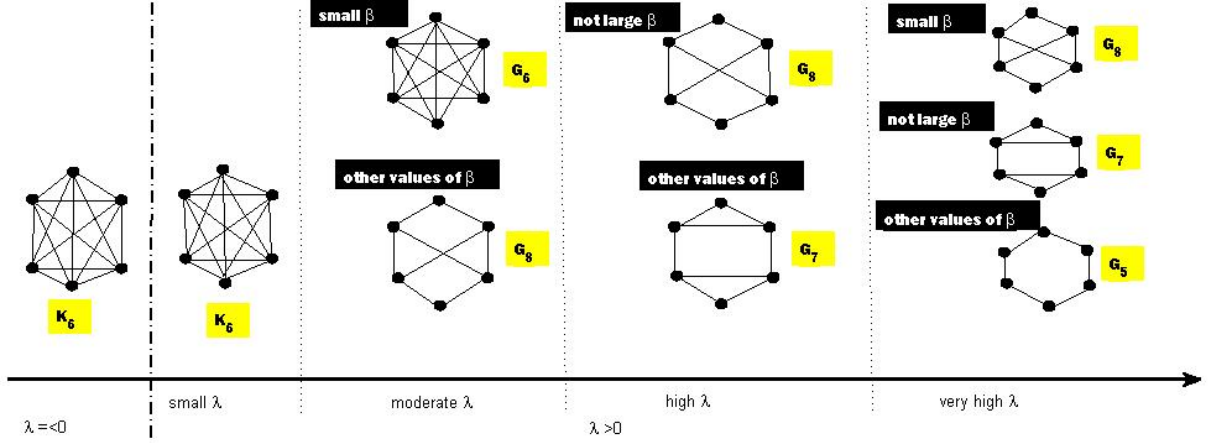 small β
G6
not large β
G8
small β
G8
not large β
G7
other values of β
G8
other values of β
G7
other values of β
G5
K6
K6
small λ
moderate λ
high λ
very high λ
λ =<0
λ >0